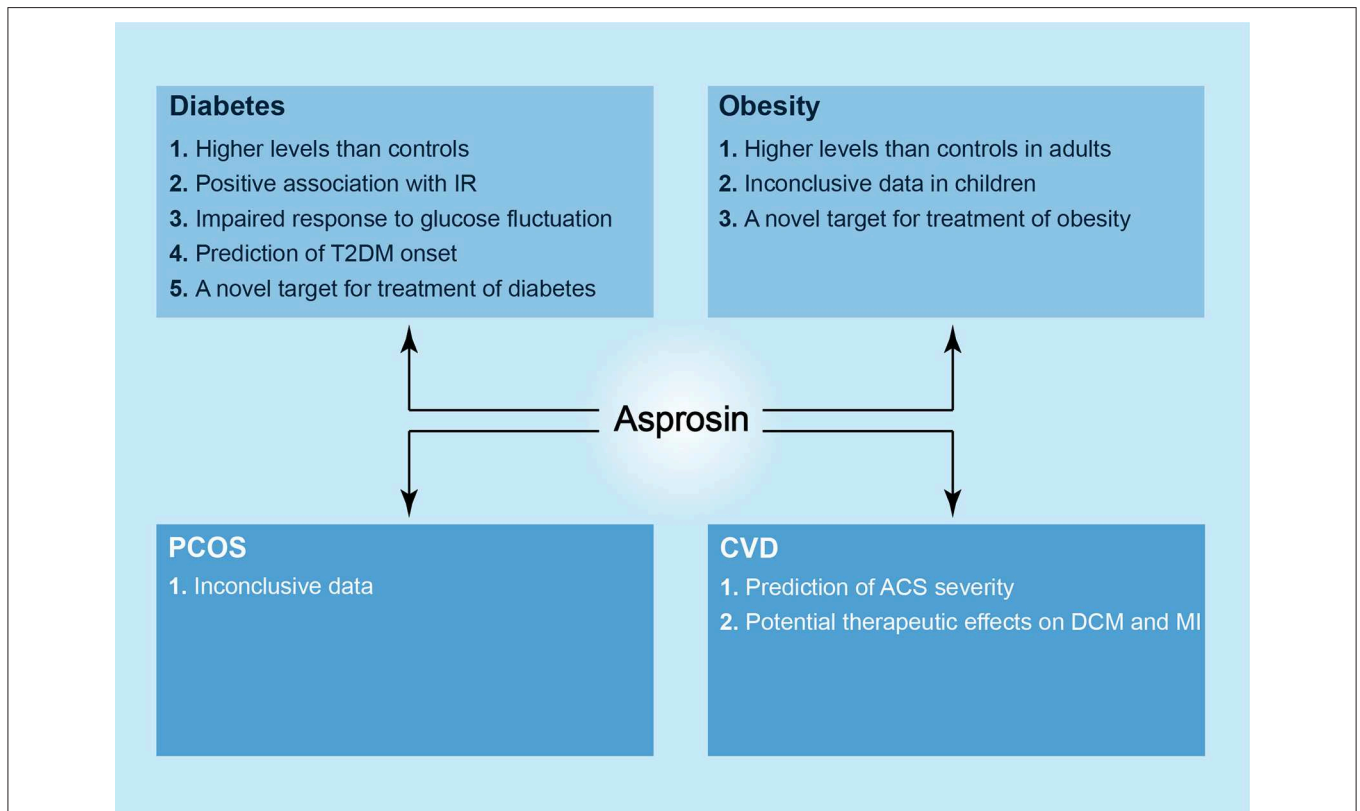 Diabetes
1. Higher levels than controls
2. Positive association with IR
3. Impaired response to glucose fluctuation
4. Prediction of T2DM onset
5. A novel target for treatment of diabetes
Obesity
1. Higher levels than controls in adults
2. Inconclusive data in children
3. A novel target for treatment of obesity
Asprosin
PCOS
1. Inconclusive data
CVD
1. Prediction of ACS severity
2. Potential therapeutic effects on DCM and MI